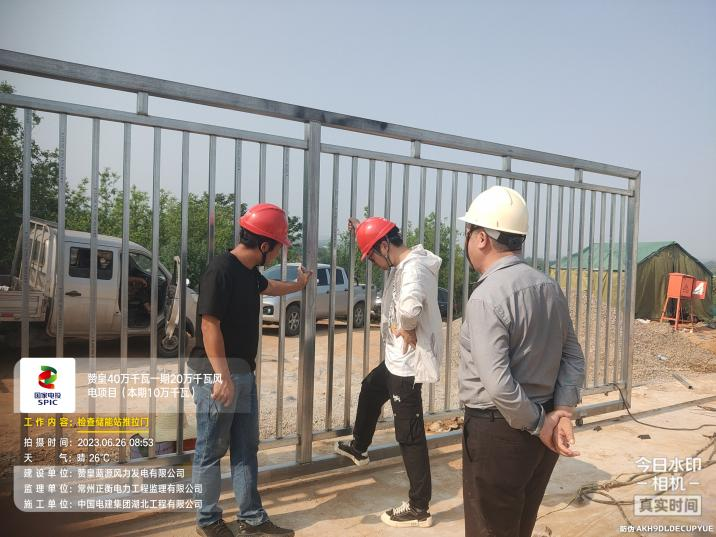 国家电投
SPIC
赞皇40万千瓦一期20万千瓦风
电项目（本期10万千瓦）
工作内容：检查储能站推拉门
拍摄时间：2023.06.26 08:53
天气：晴 26℃
建设单位：赞皇爽风力发电有限公司
监理单位：常州正衡电力工程监理有限公司
施工单位：中国电建集团湖北工程有限公司
今日水印
相机
真实时间
防伪 AKH9DLDECUPYUE